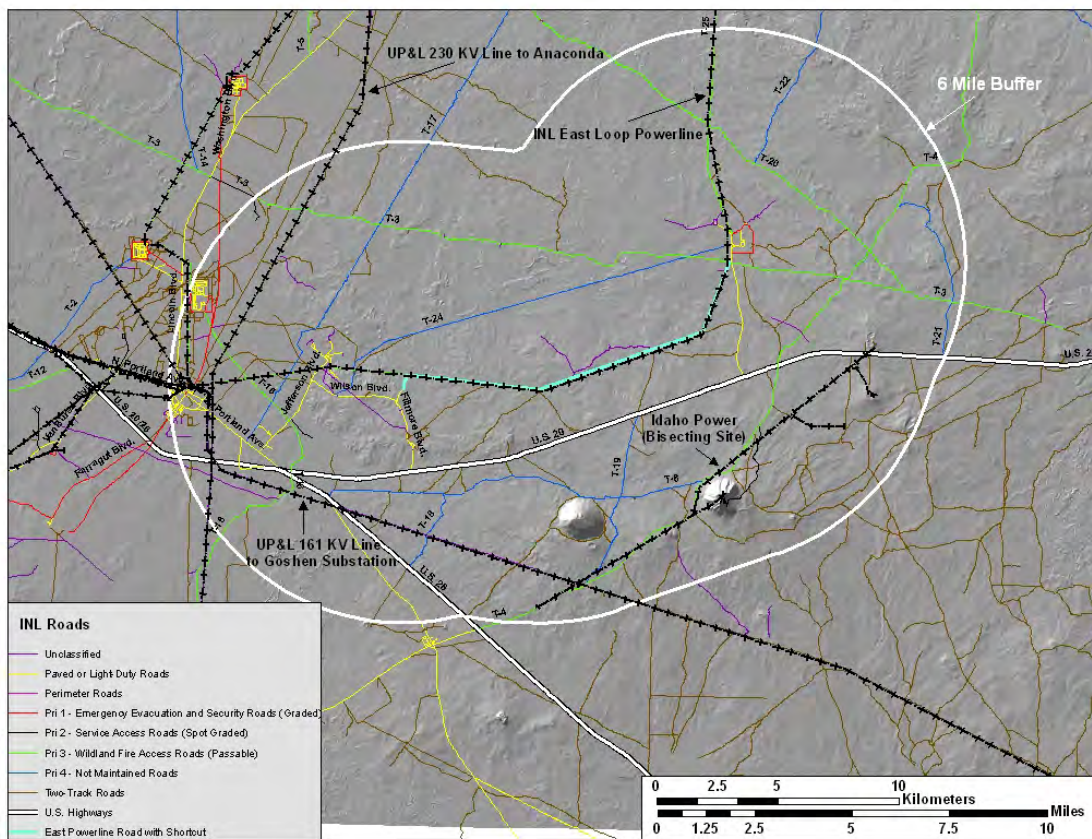 T-25
T-5
UP&L 230 KV Line to Anaconda
T-22
6 Mile Buffer
Washington
INL East Loop Powerline
T-17
T-3
T-14
T-3
T-20
T-4
T-3
Lincoln Blvd.
T-2
T-3
T-24
T-21
T-12
N. Portland Av
U.S. 2
Jefferson Blvd.
Wilson Blvd.
Fillmore Blvd.
Portland Ave.
U.S. 20/26
Farragut Blvd.
U.S. 20
Idaho Power
(Bisecting Site)
T-19
T-18
UP&L 161 KV Line
to Goshen Substation
U.S. 26
T-4
INL Roads
Unclassified
Paved or Light-Duty Roads
Perimeter Roads
Pri 1 - Emergency Evacuation and Security Roads (Graded)
Pri 2 - Service Access Roads (Spot Graded)
Pri 3 - Wildland Fire Access Roads (Passable)
Pri 4 - Not Maintained Roads
Two-Track Roads
U.S. Highways
East Powerline Road with Shortcut
0 2.5 5 10
Kilometers
Miles
0 1.25 2.5 5 7.5 10